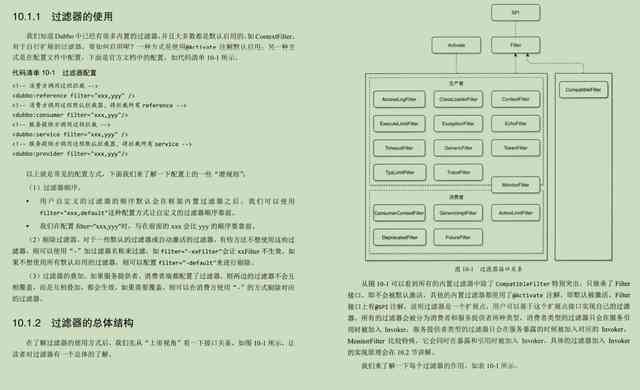 10.1.1 过滤器的使用
我们知道 Dubbo 中已经有很多内置的过滤器，并且大多数都是默认启用的，如 ContextFilter。
对于自行扩展的过滤器，要如何启用呢？一种方式是使用@Activate 注解默认启用；另一种方
式是在配置文件中配置，下面是官方文档中的配置，如代码清单 10-1 所示。
代码清单 10-1 过滤器配置
<!-- 消费方调用过程拦截 -->
<dubbo:reference filter="xxx,yyy" />
<!-- 消费方调用过程默认拦截器，将拦截所有 reference -->
<dubbo:consumer filter="xxx,yyy"/>
<!-- 服务提供方调用过程拦截 -->
<dubbo:service filter="xxx,yyy" />
<!-- 服务提供方调用过程默认拦截器，将拦截所有 service -->
<dubbo:provider filter="xxx,yyy"/>
以上就是常见的配置方式，下面我们来了解一下配置上的一些“潜规则”：
（1）过滤器顺序。
• 用户自定义的过滤器的顺序默认会在框架内置过滤器之后，我们可以使用
filter="xxx,default"这种配置方式让自定义的过滤器顺序靠前。
• 我们在配置 filter="xxx,yyy"时，写在前面的 xxx 会比 yyy 的顺序要靠前。
（2）剔除过滤器。对于一些默认的过滤器或自动激活的过滤器，有些方法不想使用这些过
滤器，则可以使用“-”加过滤器名称来过滤，如 filter="-xxFilter"会让 xxFilter 不生效。如
果不想使用所有默认启用的过滤器，则可以配置 filter="-default"来进行剔除。
（3）过滤器的叠加。如果服务提供者、消费者端都配置了过滤器，则两边的过滤器不会互
相覆盖，而是互相叠加，都会生效。如果需要覆盖，则可以在消费方使用“-”的方式剔除对应
的过滤器。
10.1.2 过滤器的总体结构
在了解过滤器的使用方式后，我们先从“上帝视角”看一下接口关系，如图 10-1 所示，让
读者对过滤器有一个总体的了解。
SPI
Activate
Filter
生产者
AccessLogFilter
ClassLoaderFilter
ContextFilter
ExecuteLimitFilter
ExceptionFilter
EchoFilter
TimeoutFilter
GenericFilter
TokenFilter
TpsLimitFilter
TraceFilter
MonitorFilter
CompatibleFilter
消费者
ConsumerContextFilter
GenericImplFilter
ActiveLimitFilter
DeprecatedFilter
FutureFilter
图 10-1 过滤器接口关系
从图 10-1 可以看到所有的内置过滤器中除了 CompatibleFilter 特别突出，只继承了 Filter
接口，即不会被默认激活，其他的内置过滤器都使用了@Activate 注解，即默认被激活。Filter
接口上有@SPI 注解，说明过滤器是一个扩展点，用户可以基于这个扩展点接口实现自己的过滤
器。所有的过滤器会被分为消费者和服务提供者两种类型，消费者类型的过滤器只会在服务引
用时被加入 Invoker，服务提供者类型的过滤器只会在服务暴露的时候被加入对应的 Invoker。
MonitorFilter 比较特殊，它会同时在暴露和引用时被加入 Invoker。具体的过滤器加入 Invoker
的实现原理会在 10.2 节讲解。
我们来了解一下每个过滤器的作用，如表 10-1 所示。